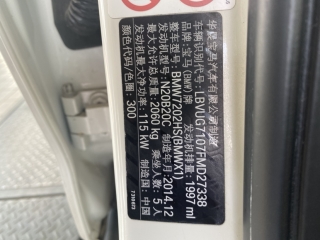 华晨宝马汽车有限公司制造
品牌: 宝马 (BMW) 牌
车辆识别代号: LBVUG7107FMD27338
整车型号: BMW7202HS(BMWX1) 发动机排量: 1997 ml
发动机型号: N20B20C 制造年月: 2014.12
最大允许总质量: 2060 kg 乘坐人数: 5人
发动机最大净功率: 115 kW 制造国: 中国
颜色代码/色圈: 300
7308613